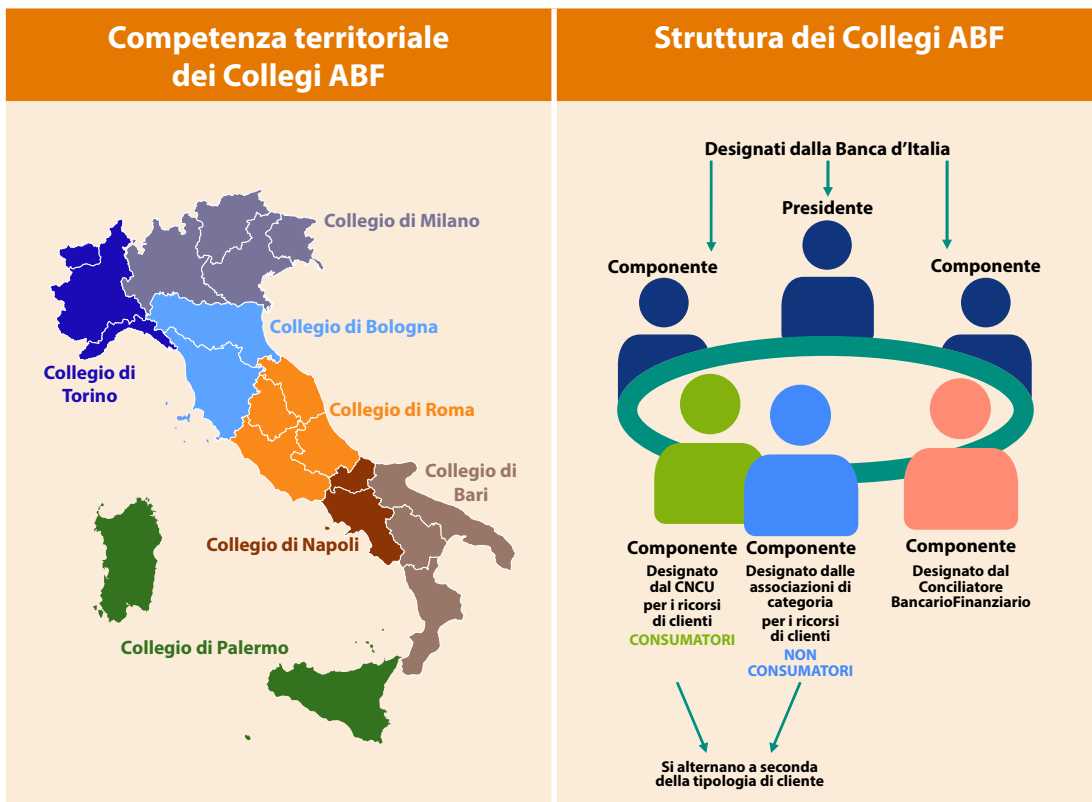 Competenza territoriale
dei Collegi ABF
Collegio di Milano
Collegio di Bologna
Collegio di
Torino
Collegio di Roma
Collegio di
Bari
Collegio di Napoli
Collegio di Palermo
Struttura dei Collegi ABF
Designati dalla Banca d'Italia
Presidente
Componente
Componente
Componente
Designato
dal CNCU
per i ricorsi
di clienti
CONSUMATORI
Componente
Designato dalle
associazioni di
categoria
per i ricorsi
di clienti
NON
CONSUMATORI
Componente
Designato dal
Conciliatore
BancarioFinanziario
Si alternano a seconda
della tipologia di cliente